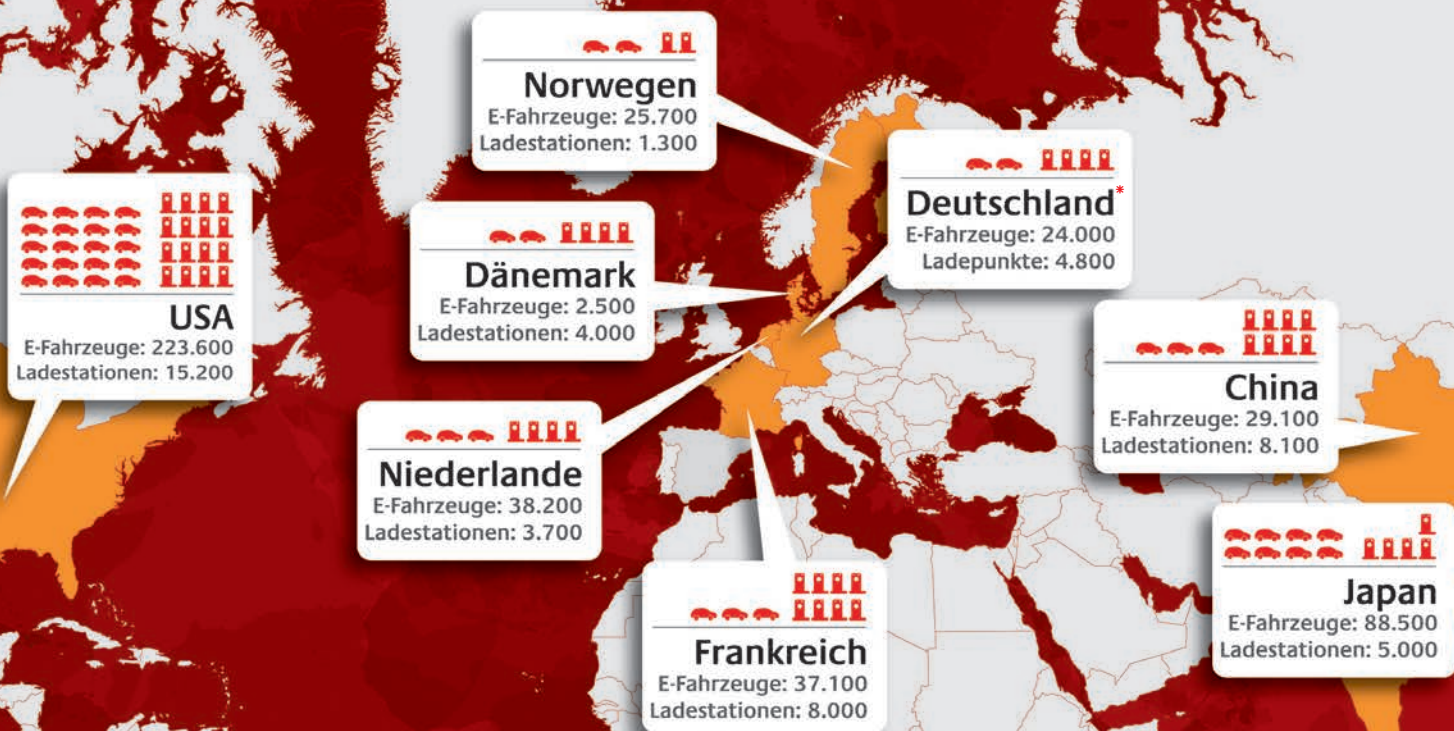 Norwegen
E-Fahrzeuge: 25.700
Ladestationen: 1.300
Deutschland*
E-Fahrzeuge: 24.000
Ladepunkte: 4.800
USA
E-Fahrzeuge: 223.600
Ladestationen: 15.200
Dänemark
E-Fahrzeuge: 2.500
Ladestationen: 4.000
China
E-Fahrzeuge: 29.100
Ladestationen: 8.100
Niederlande
E-Fahrzeuge: 38.200
Ladestationen: 3.700
Japan
E-Fahrzeuge: 88.500
Ladestationen: 5.000
Frankreich
E-Fahrzeuge: 37.100
Ladestationen: 8.000